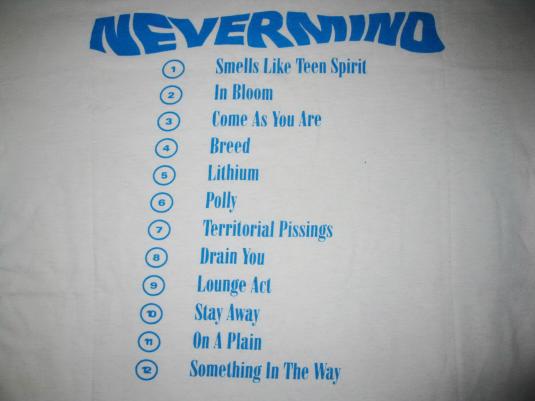 NEVERMIND
1 Smells Like Teen Spirit
2 In Bloom
3 Come As You Are
4 Breed
5 Lithium
6 Polly
7 Territorial Pissings
8 Drain You
9 Lounge Act
10 Stay Away
11 On A Plain
12 Something In The Way